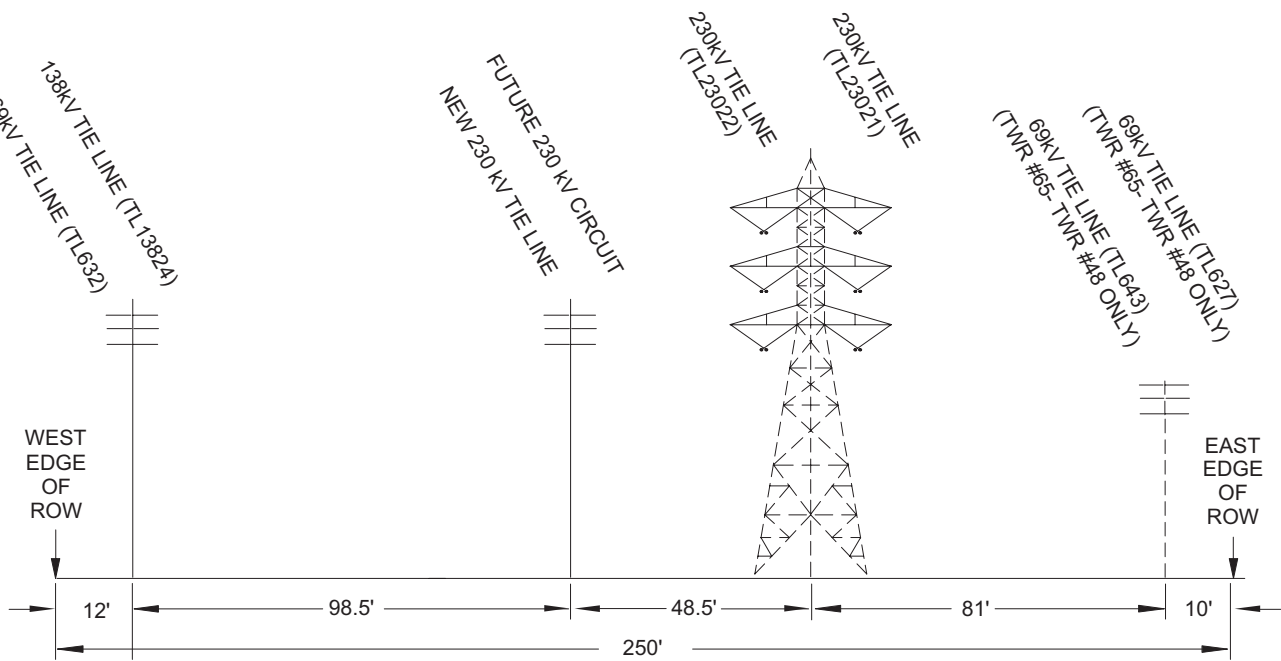 69kV TIE LINE (TL632)
138kV TIE LINE (TL13824)
NEW 230 kV TIE LINE
FUTURE 230 kV CIRCUIT
230kV TIE LINE
(TL23022)
230kV TIE LINE
(TL23021)
69kV TIE LINE (TL643)
(TWR #65- TWR #48 ONLY)
69kV TIE LINE (TL627)
(TWR #65- TWR #48 ONLY)
WEST
EDGE
OF
ROW
EAST
EDGE
OF
ROW
12'
98.5'
48.5'
81'
10'
250'